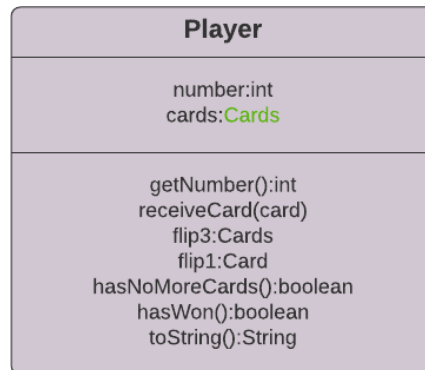 Player
number:int
cards:Cards
getNumber():int
receiveCard(card)
flip3:Cards
flip1:Card
hasNoMoreCards():boolean
hasWon():boolean
toString():String